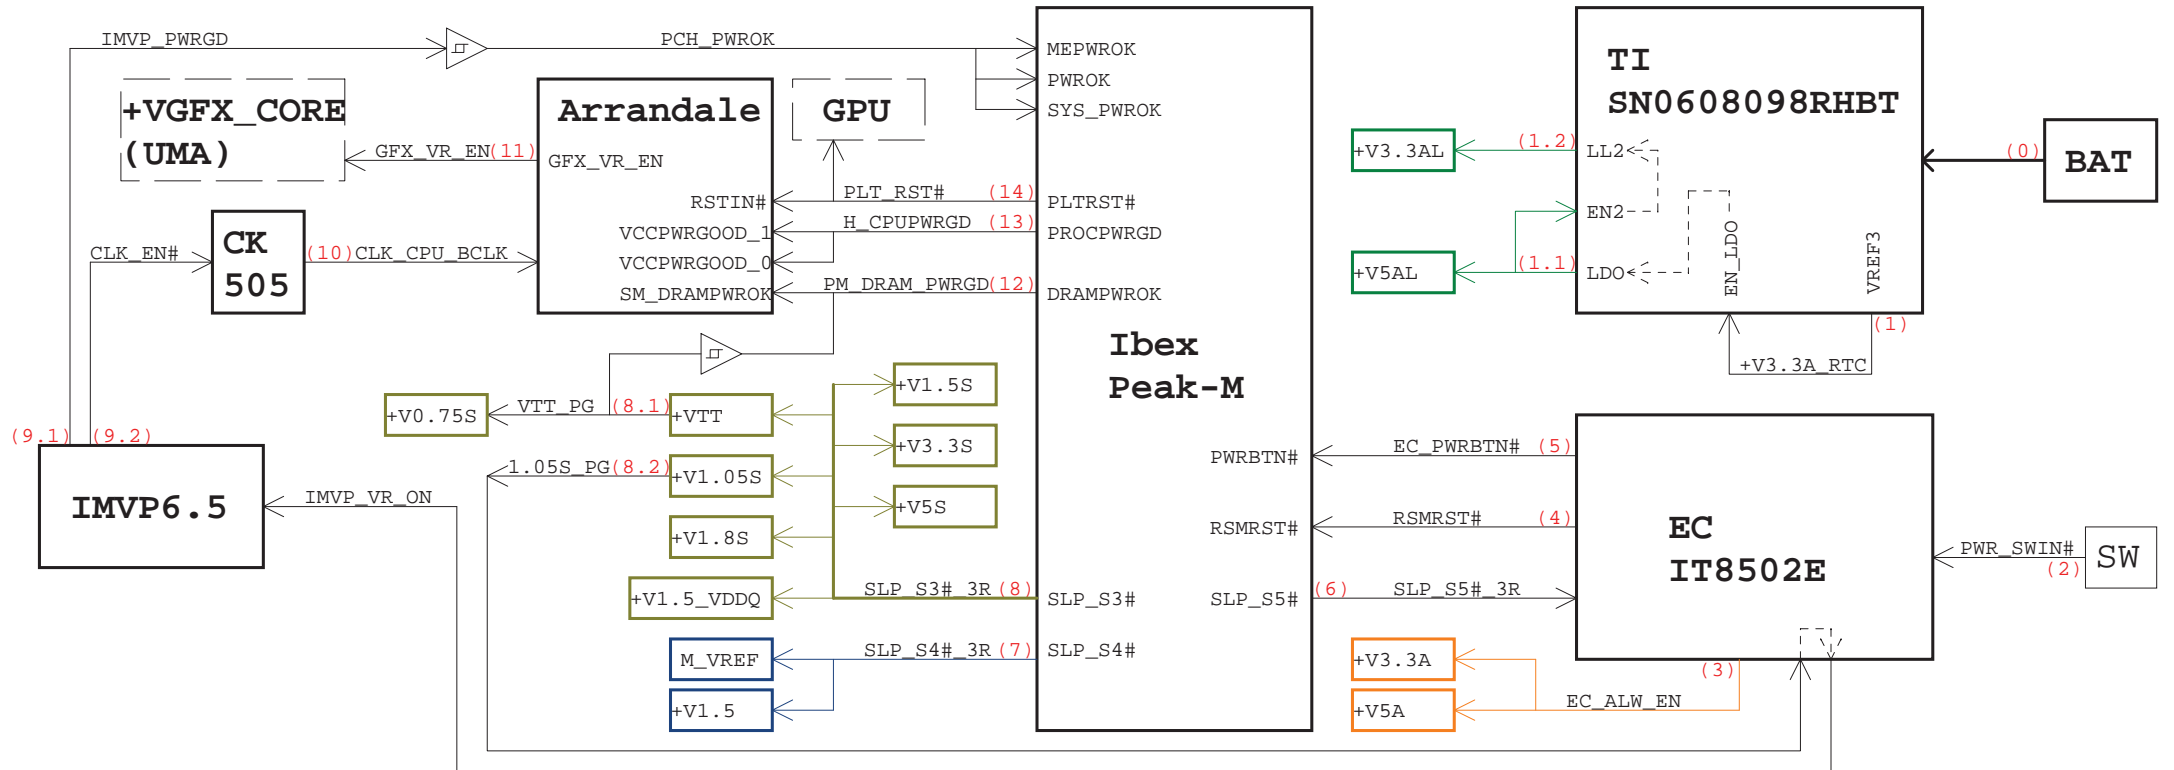 IMVP_PWRGD
PCH_PWROK
MEPWROK
PWROK
SYS_PWROK
+VGFX_CORE
(UMA)
GFX_VR_EN(11)
Arrandale
GFX_VR_EN
GPU
RSTIN#
PLT_RST#
(14)
PLTRST#
VCCPWRGOOD_1
H_CPUPWRGD
(13)
PROCPWRGD
VCCPWRGOOD_0
SM_DRAMPWROK
PM_DRAM_PWRGD(12)
DRAMPWROK
CLK_EN#
CK
505
(10)CLK_CPU_BCLK
Ibex
Peak-M
TI
SN0608098RHBT
+V3.3AL
(1.2)
LL2
EN2
+V5AL
(1.1)
LDO
EN_LDO
VREF3
(1)
+V3.3A_RTC
(0)
BAT
+V0.75S
VTT_PG
(8.1)
+VTT
+V1.5S
+V3.3S
1.05S_PG(8.2)
+V1.05S
+V5S
+V1.8S
+V1.5_VDDQ
SLP_S3#_3R
(8)
SLP_S3#
M_VREF
SLP_S4#_3R
(7)
SLP_S4#
+V1.5
(9.1)
(9.2)
IMVP6.5
IMVP_VR_ON
PWRBTN#
EC_PWRBTN#
(5)
RSMRST#
RSMRST#
(4)
SLP_S5#
(6)
SLP_S5#_3R
EC
IT8502E
PWR_SWIN#
(2)
SW
+V3.3A
+V5A
EC_ALW_EN
(3)